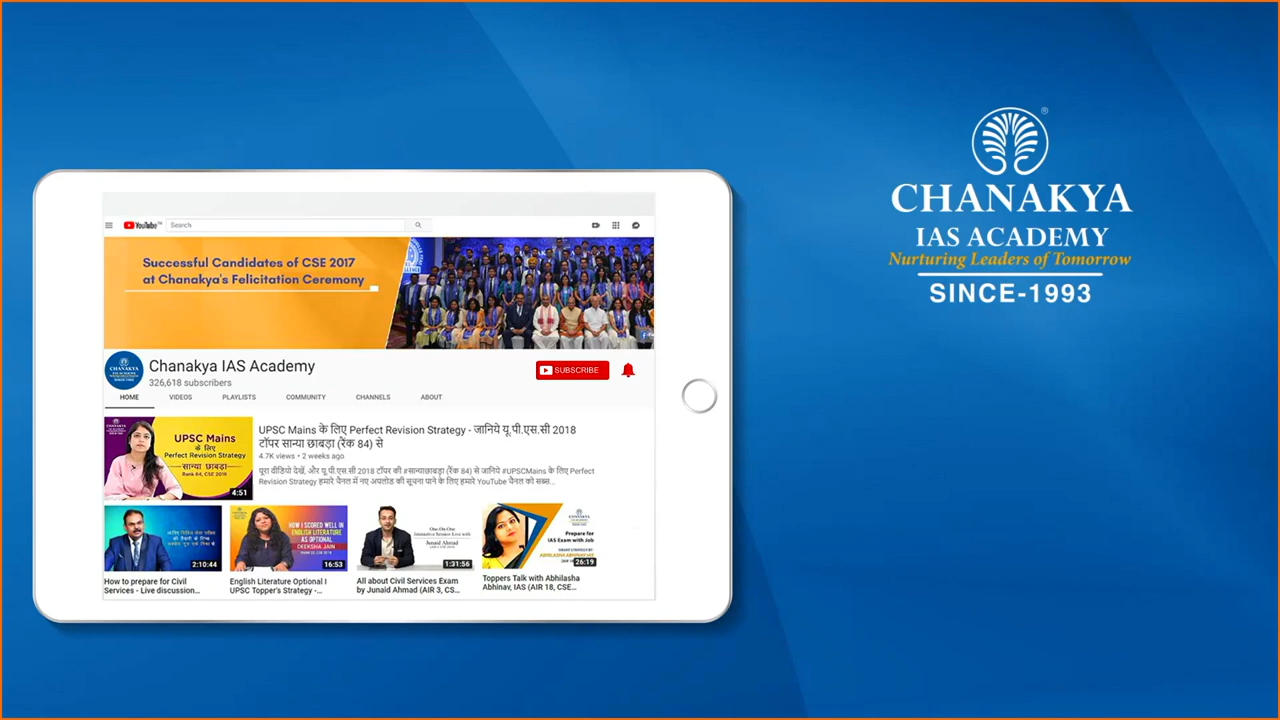 CHANAKYA
IAS ACADEMY
Nurturing Leaders of Tomorrow
SINCE-1993
YouTube
Search
Successful Candidates of CSE 2017
at Chanakya's Felicitation Ceremony
Chanakya IAS Academy
326,618 subscribers
SUBSCRIBE
HOME VIDEOS PLAYLISTS COMMUNITY CHANNELS ABOUT
UPSC Mains
के लिए
Perfect Revision Strategy
सान्या छाबड़ा
Rank 84, CSE 2018
4:51
UPSC Mains के लिए Perfect Revision Strategy - जानिये यू.पी.एस.सी 2018
टॉपर सान्या छाबड़ा (रैंक 84) से
4.7K views • 2 weeks ago
पूरा वीडियो देखें, और यू.पी.एस.सी 2018 टॉपर की #सान्याछाबड़ा (रैंक 84) से जानिये #UPSCMains के लिए Perfect
Revision Strategy हमारे चैनल में नए अपलोड की सूचना पाने के लिए हमारे YouTube चैनल को सब्स...
2:10:44
How to prepare for Civil
Services - Live discussion...
HOW I SCORED WELL IN
ENGLISH LITERATURE
AS OPTIONAL
DEEKSHA JAIN
16:53
English Literature Optional I
UPSC Topper's Strategy -...
One-On-One
Interactive Session Live with
Junaid Ahmad
1:31:56
All about Civil Services Exam
by Junaid Ahmad (AIR 3, CS...
Prepare for
IAS Exam with Job
SMART STRATEGY BY
26:19
Toppers Talk with Abhilasha
Abhinav, IAS (AIR 18, CSE...